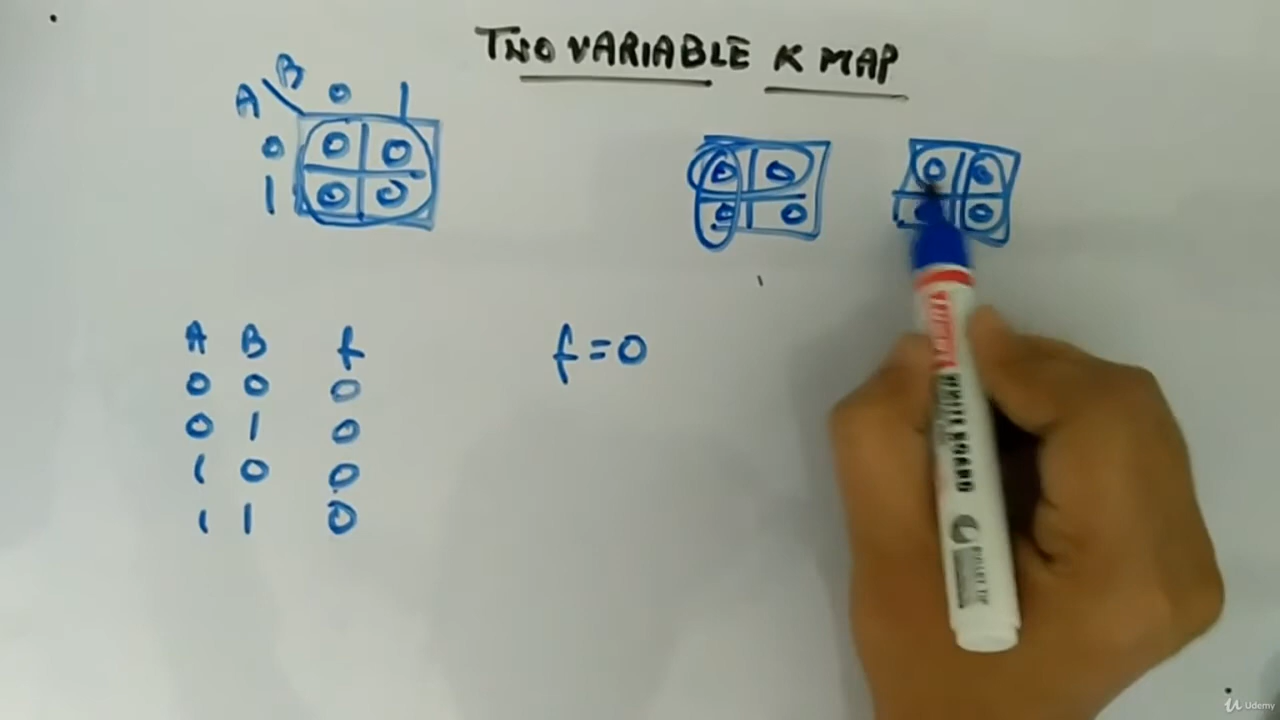 TWO VARIABLE K MAP
B
A 0 1
0 0 0 0 0 0 0
1 0 0 0 0 0
A B f f=0
0 0 0
0 1 0
1 0 0
1 1 0
WHITE BOARD
Udemy